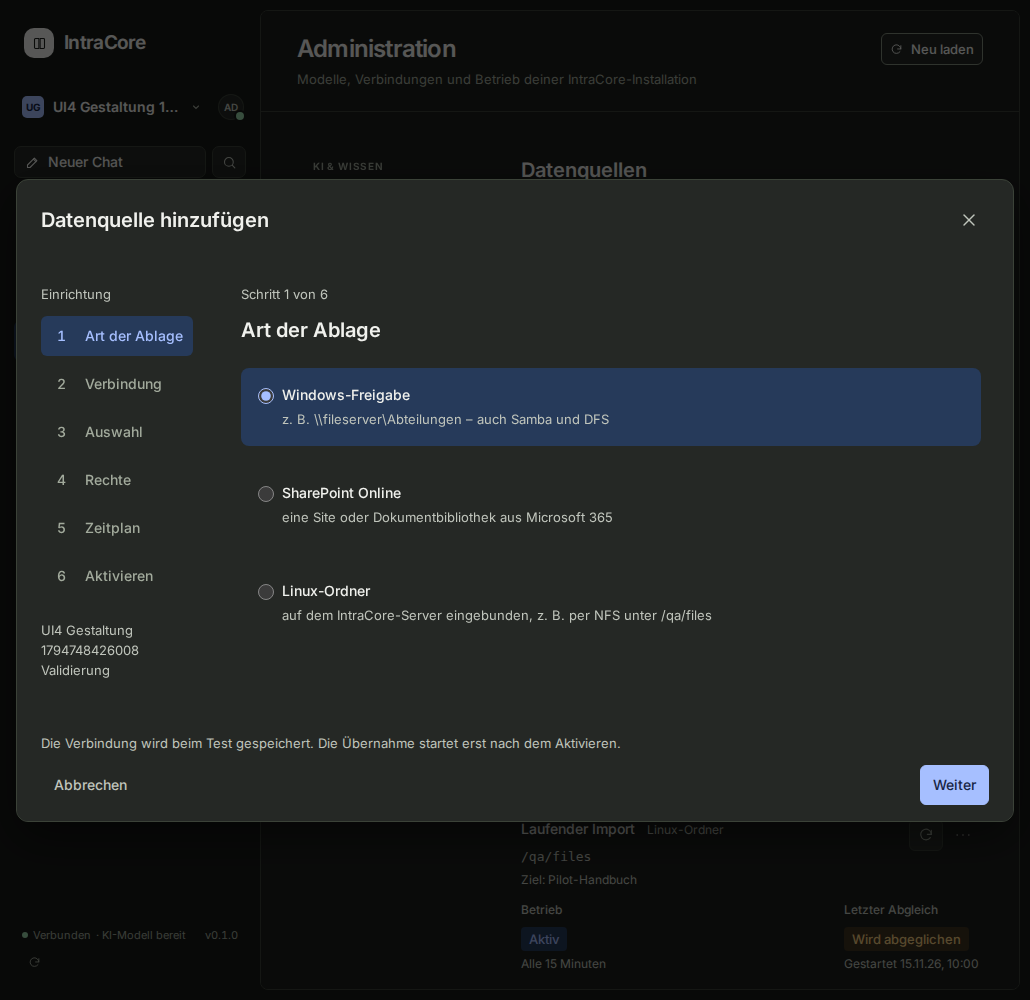 IntraCore
UG
UI4 Gestaltung 1...
AD
Neuer Chat
Administration
Modelle, Verbindungen und Betrieb deiner IntraCore-Installation
Neu laden
KI & WISSEN
Datenquellen
Datenquelle hinzufügen
Einrichtung
1 Art der Ablage
2 Verbindung
3 Auswahl
4 Rechte
5 Zeitplan
6 Aktivieren
UI4 Gestaltung
1794748426008
Validierung
Schritt 1 von 6
Art der Ablage
Windows-Freigabe
z. B. \\fileserver\Abteilungen – auch Samba und DFS
SharePoint Online
eine Site oder Dokumentbibliothek aus Microsoft 365
Linux-Ordner
auf dem IntraCore-Server eingebunden, z. B. per NFS unter /qa/files
Die Verbindung wird beim Test gespeichert. Die Übernahme startet erst nach dem Aktivieren.
Abbrechen
Weiter
Laufender Import Linux-Ordner
/qa/files
Ziel: Pilot-Handbuch
Betrieb
Aktiv
Alle 15 Minuten
Letzter Abgleich
Wird abgeglichen
Gestartet 15.11.26, 10:00
Verbunden · KI-Modell bereit v0.1.0